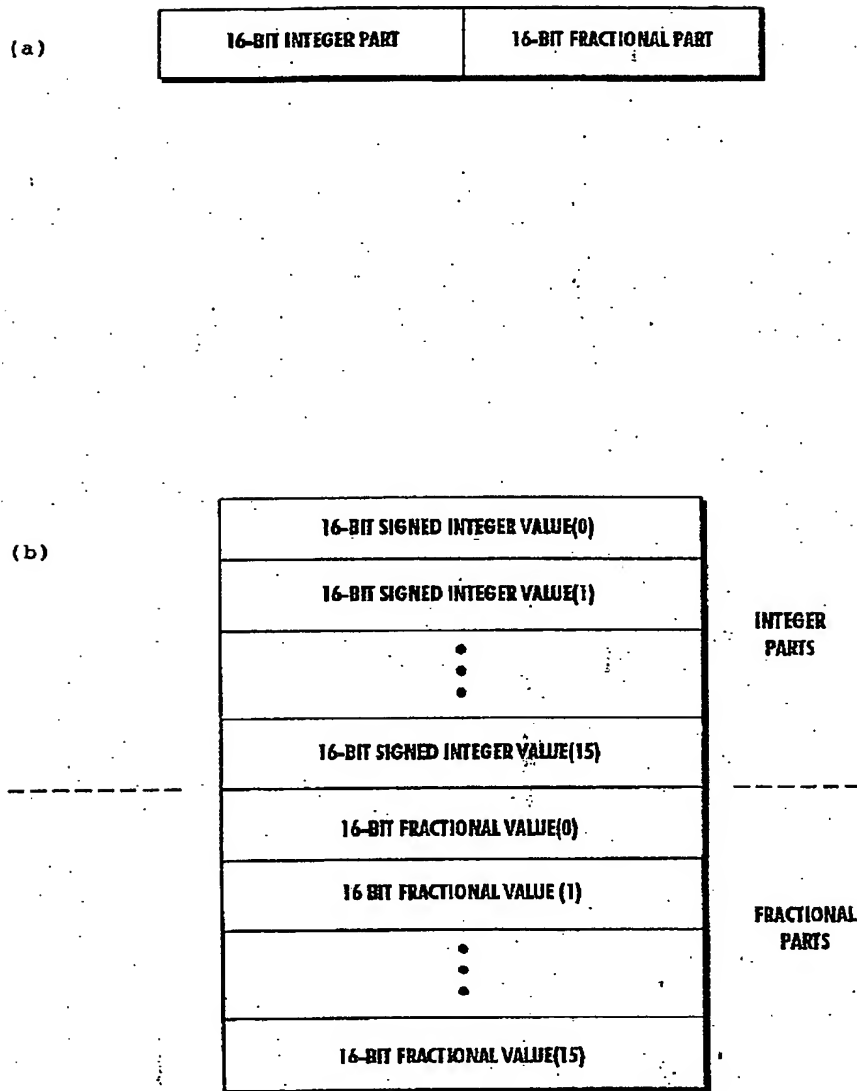 (a)
16-BIT INTEGER PART
16-BIT FRACTIONAL PART
(b)
16-BIT SIGNED INTEGER VALUE(0)
16-BIT SIGNED INTEGER VALUE(1)
INTEGER
PARTS
16-BIT SIGNED INTEGER VALUE(15)
16-BIT FRACTIONAL VALUE(0)
16 BIT FRACTIONAL VALUE (1)
FRACTIONAL
PARTS
16-BIT FRACTIONAL VALUE(15)